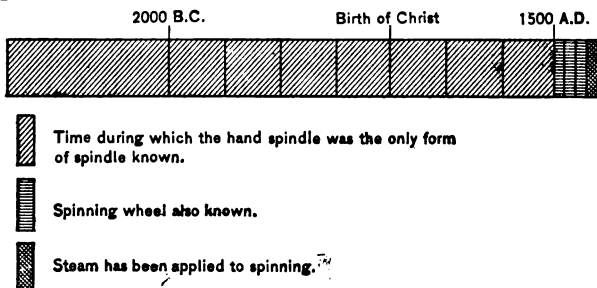 2000 B.C. Birth of Christ 1500 A.D.
Time during which the hand spindle was the only form
of spindle known.
Spinning wheel also known.
Steam has been applied to spinning.